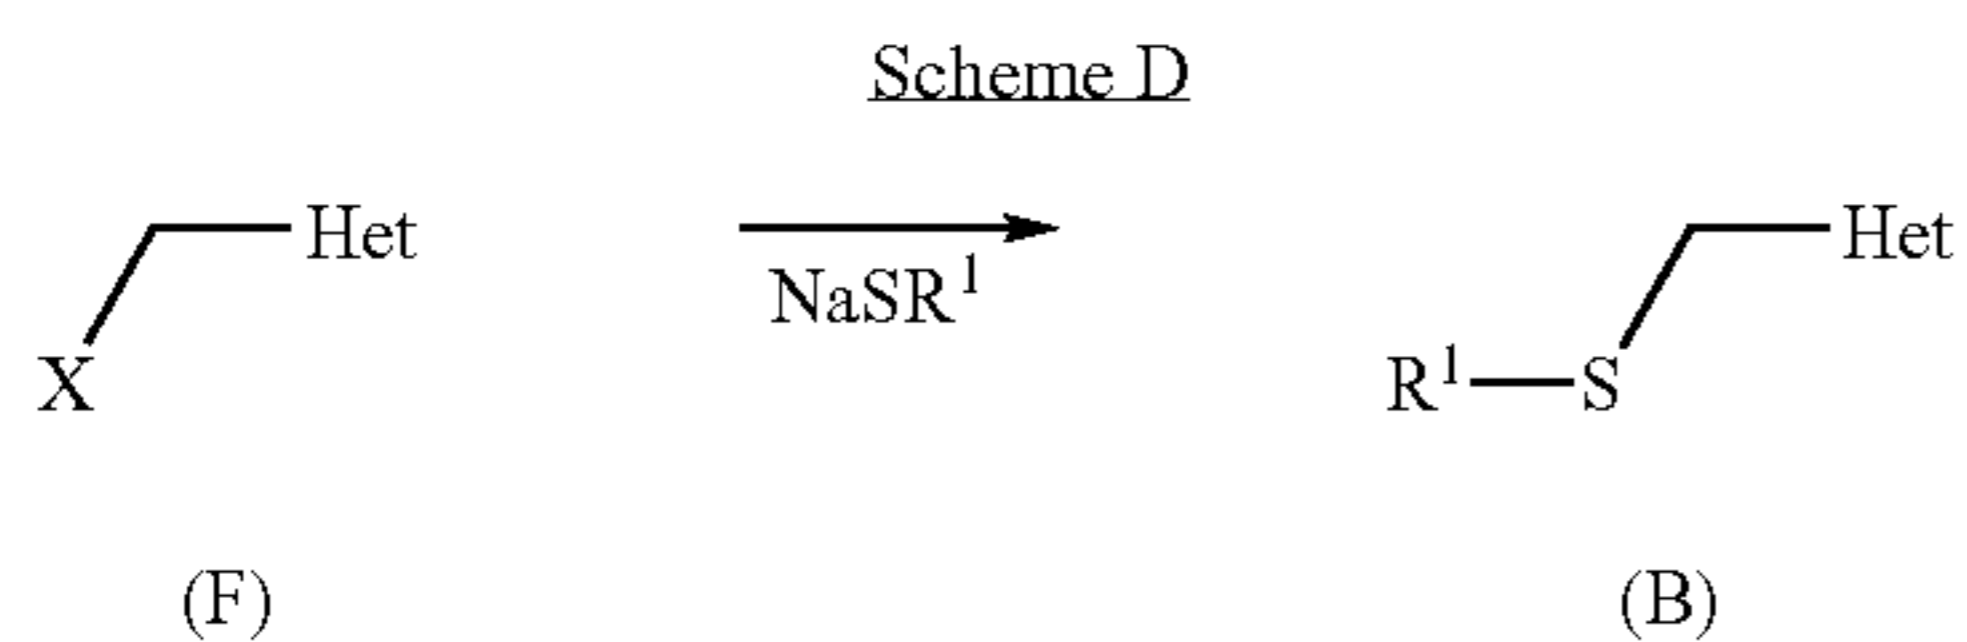 Scheme D
Het
Het
NaSR¹
X
R¹ S
(F)
(B)